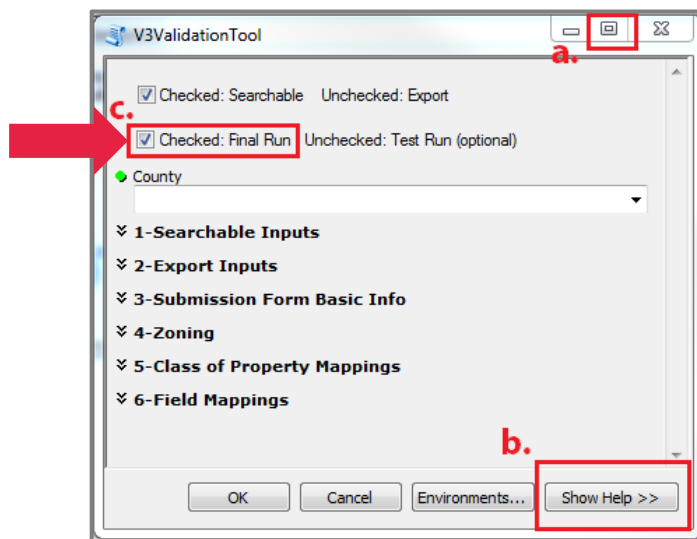 V3ValidationTool
a.
Checked: Searchable Unchecked: Export
c.
Checked: Final Run Unchecked: Test Run (optional)
County
1-Searchable Inputs
2-Export Inputs
3-Submission Form Basic Info
4-Zoning
5-Class of Property Mappings
6-Field Mappings
b.
OK Cancel Environments... Show Help >>